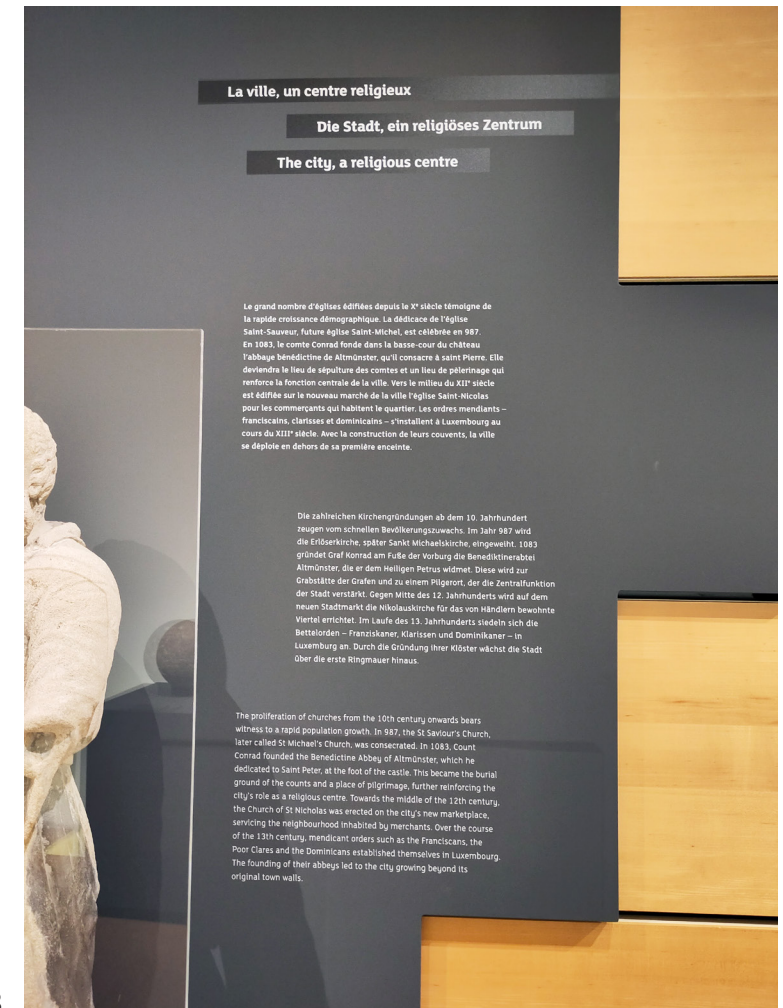 La ville, un centre religieux
Die Stadt, ein religiöses Zentrum
The city, a religious centre
Le grand nombre d'églises édifiées depuis le Xe siècle témoigne de
la rapide croissance démographique. La dédicace de l'église
Saint-Sauveur, future église Saint-Michel, est célébrée en 987.
En 1083, le comte Conrad fonde dans la basse-cour du château
l'abbaye bénédictine de Altmünster, qu'il consacre à saint Pierre. Elle
deviendra le lieu de sépulture des comtes et un lieu de pèlerinage qui
renforce la fonction centrale de la ville. Vers le milieu du XIIe siècle
est édifiée sur le nouveau marché de la ville l'église Saint-Nicolas
pour les commerçants qui habitent le quartier. Les ordres mendiants –
franciscains, clarisses et dominicains – s'installent à Luxembourg au
cours du XIIIe siècle. Avec la construction de leurs couvents, la ville
se déploie en dehors de sa première enceinte.
Die zahlreichen Kirchengründungen ab dem 10. Jahrhundert
zeugen vom schnellen Bevölkerungszuwachs. Im Jahr 987 wird
die Erlöserkirche, später Sankt Michaelskirche, eingeweiht. 1083
gründet Graf Konrad am Fuße der Vorburg die Benediktinerabtei
Altmünster, die er dem Heiligen Petrus widmet. Diese wird zur
Grabstätte der Grafen und zu einem Pilgerort, der die Zentralfunktion
der Stadt verstärkt. Gegen Mitte des 12. Jahrhunderts wird auf dem
neuen Stadtmarkt die Nikolauskirche für das von Händlern bewohnte
Viertel errichtet. Im Laufe des 13. Jahrhunderts siedeln sich die
Bettelorden – Franziskaner, Klarissen und Dominikaner – in
Luxemburg an. Durch die Gründung ihrer Klöster wächst die Stadt
über die erste Ringmauer hinaus.
The proliferation of churches from the 10th century onwards bears
witness to a rapid population growth. In 987, the St Saviour's Church,
later called St Michael's Church, was consecrated. In 1083, Count
Conrad founded the Benedictine Abbey of Altmünster, which he
dedicated to Saint Peter, at the foot of the castle. This became the burial
ground of the counts and a place of pilgrimage, further reinforcing the
city's role as a religious centre. Towards the middle of the 12th century,
the Church of St Nicholas was erected on the city's new marketplace,
servicing the neighbourhood inhabited by merchants. Over the course
of the 13th century, mendicant orders such as the Franciscans, the
Poor Clares and the Dominicans established themselves in Luxembourg.
The founding of their abbeys led to the city growing beyond its
original town walls.